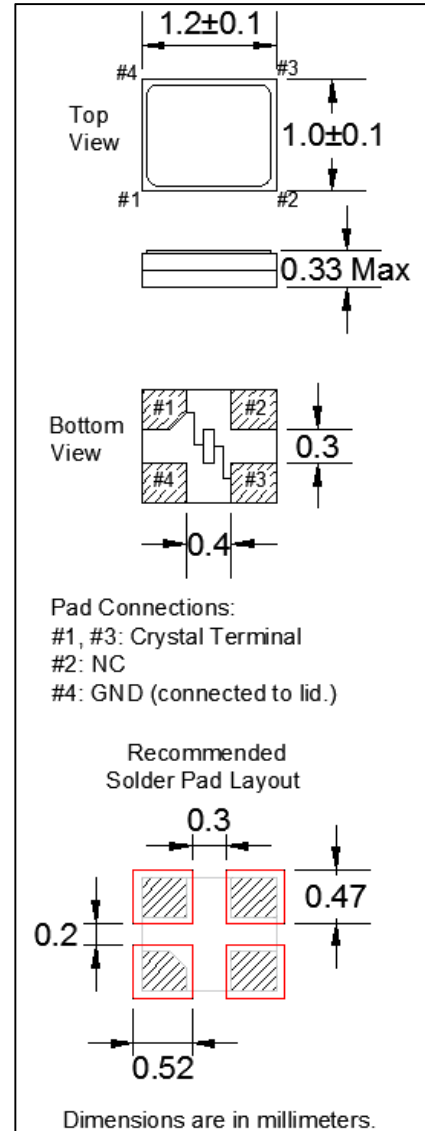 1.2±0.1
#4
#3
Top
View
1.0±0.1
#1
#2
0.33 Max
Bottom
View
#1
#2
0.3
#4
#3
0.4
Pad Connections:
#1, #3: Crystal Terminal
#2: NC
#4: GND (connected to lid.)
Recommended
Solder Pad Layout
0.3
0.47
0.2
0.52
Dimensions are in millimeters.